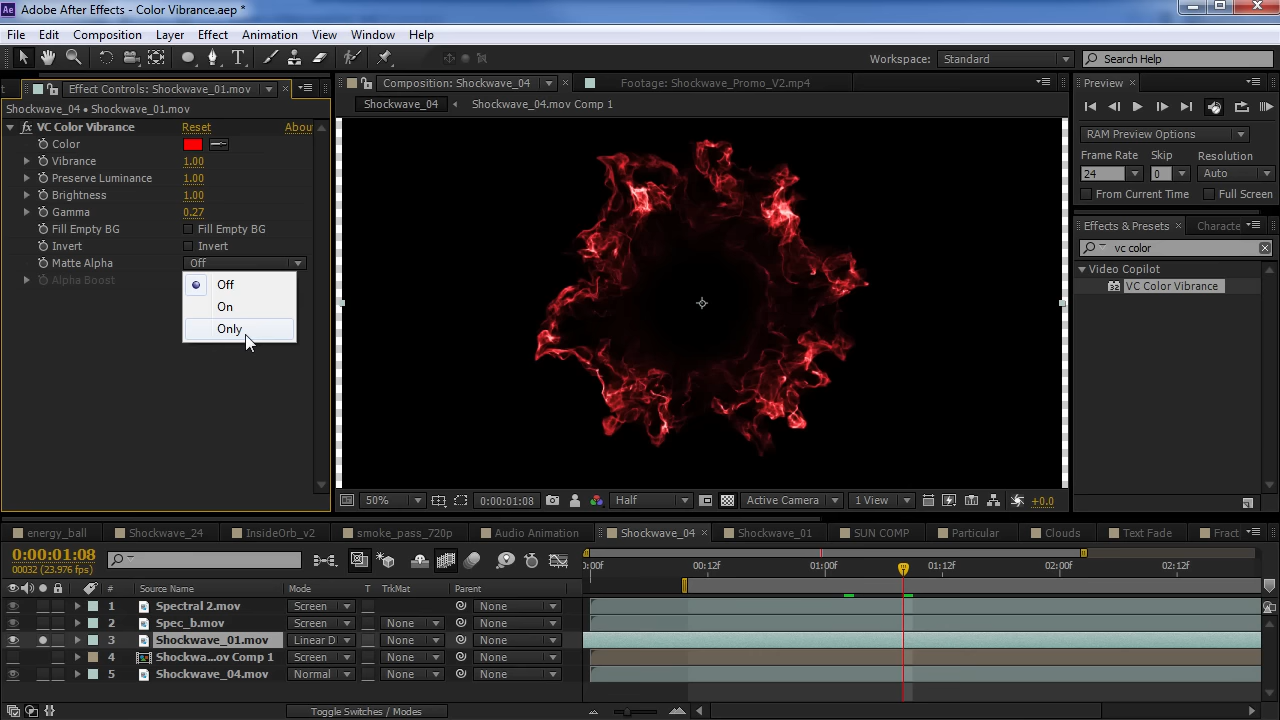 Ae Adobe After Effects - Color Vibrance.aep *
File Edit Composition Layer Effect Animation View Window Help
Workspace: Standard Search Help
Effect Controls: Shockwave_01.mov
Shockwave_04 • Shockwave_01.mov
fx VC Color Vibrance Reset Abou
Color
Vibrance 1.00
Preserve Luminance 1.00
Brightness 1.00
Gamma 0.27
Fill Empty BG Fill Empty BG
Invert Invert
Matte Alpha Off
Alpha Boost
Off
On
Only
Composition: Shockwave_04 Footage: Shockwave_Promo_V2.mp4
Shockwave_04 Shockwave_04.mov Comp 1
50% 0:00:01:08 Half Active Camera 1 View +0.0
Preview
RAM Preview Options
Frame Rate Skip Resolution
24 0 Auto
From Current Time Full Screen
Effects & Presets Characte
vc color
Video Copilot
32 VC Color Vibrance
energy_ball Shockwave_24 InsideOrb_v2 smoke_pass_720p Audio Animation Shockwave_04 Shockwave_01 SUN COMP Particular Clouds Text Fade Fract
0:00:01:08
00032 (23.976 fps)
:00f 00:12f 01:00f 01:12f 02:00f 02:12f
# Source Name Mode T TrkMat Parent
1 Spectral 2.mov Screen None
2 Spec_b.mov Screen None None
3 Shockwave_01.mov Linear D None None
4 Shockwa...ov Comp 1 Screen None None
5 Shockwave_04.mov Normal None None
Toggle Switches / Modes